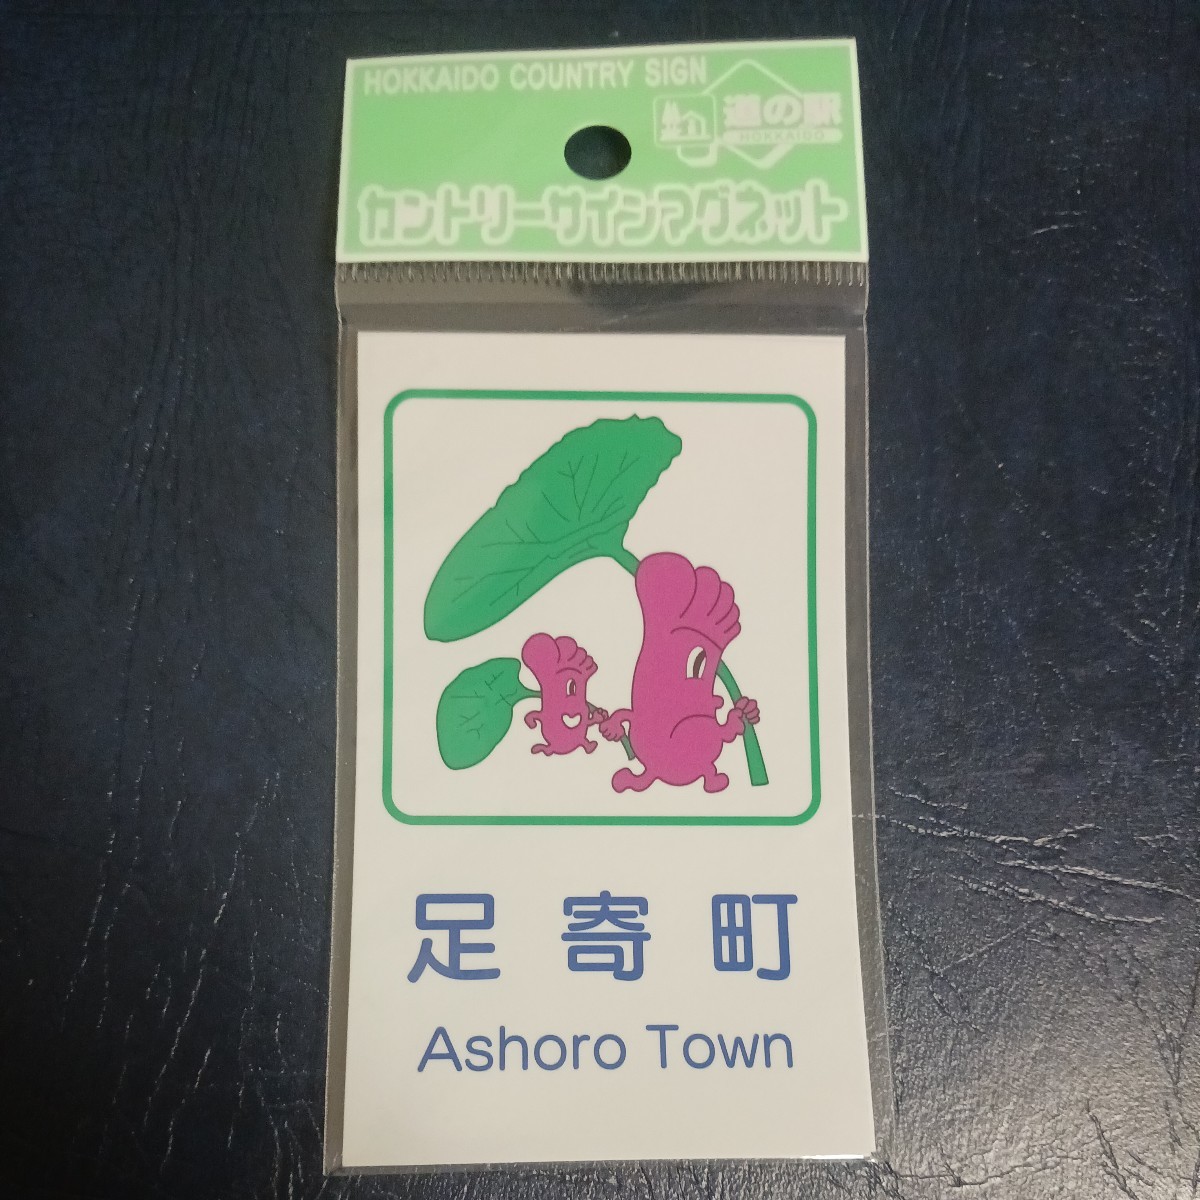 HOKKAIDO COUNTRY SIGN
道の駅
HOKKAIDO
カントリーサインマグネット
足寄町
Ashoro Town